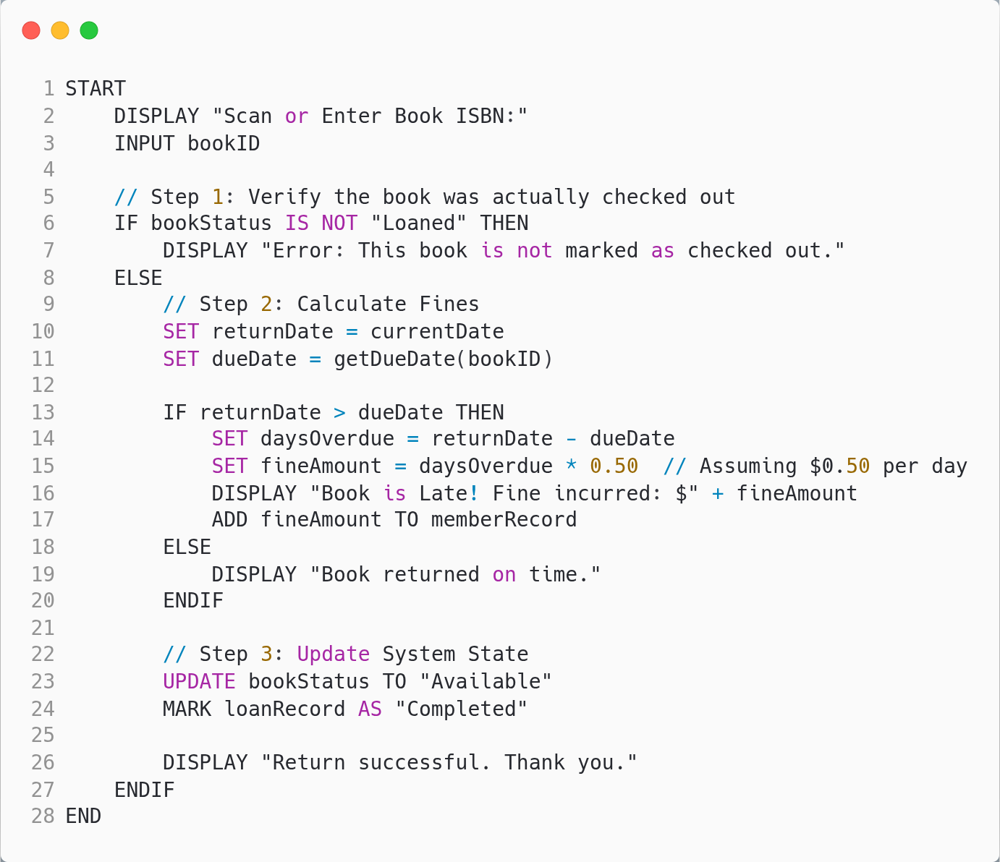 1 START
2     DISPLAY "Scan or Enter Book ISBN:"
3     INPUT bookID
4
5     // Step 1: Verify the book was actually checked out
6     IF bookStatus IS NOT "Loaned" THEN
7         DISPLAY "Error: This book is not marked as checked out."
8     ELSE
9         // Step 2: Calculate Fines
10         SET returnDate = currentDate
11         SET dueDate = getDueDate(bookID)
12
13         IF returnDate > dueDate THEN
14             SET daysOverdue = returnDate - dueDate
15             SET fineAmount = daysOverdue * 0.50  // Assuming $0.50 per day
16             DISPLAY "Book is Late! Fine incurred: $" + fineAmount
17             ADD fineAmount TO memberRecord
18         ELSE
19             DISPLAY "Book returned on time."
20         ENDIF
21
22         // Step 3: Update System State
23         UPDATE bookStatus TO "Available"
24         MARK loanRecord AS "Completed"
25
26         DISPLAY "Return successful. Thank you."
27     ENDIF
28 END